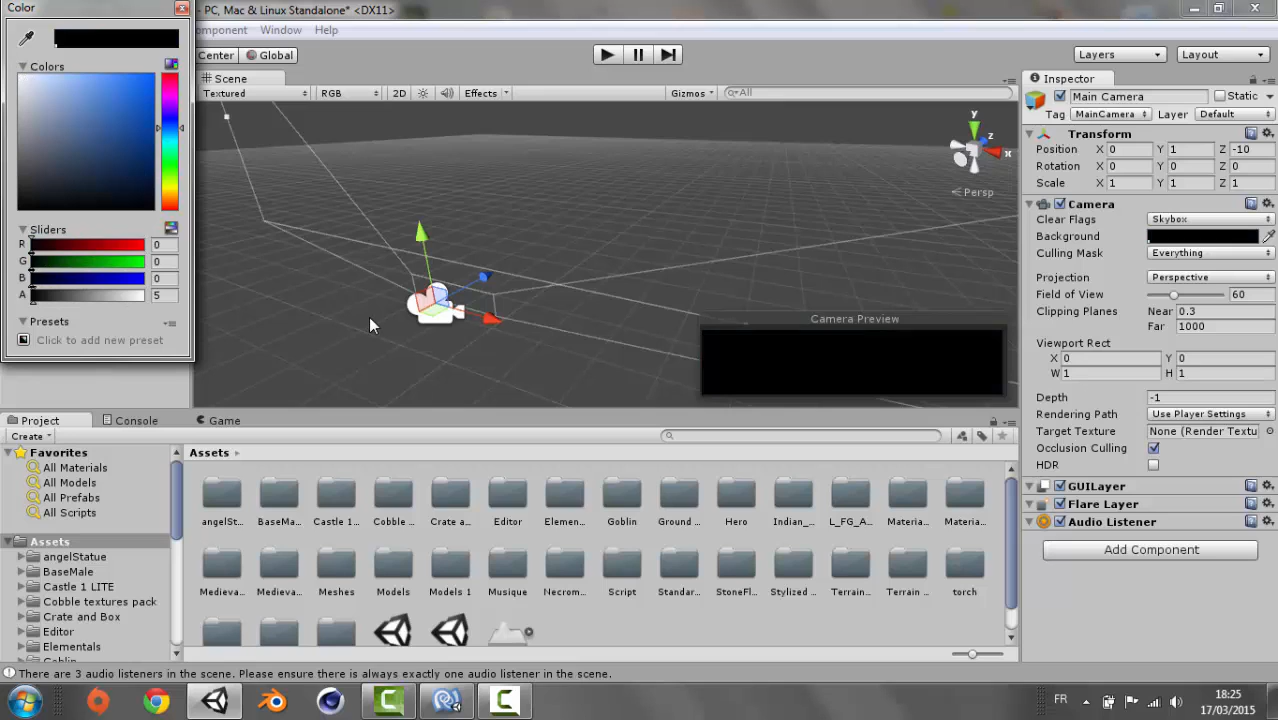 Color
- PC, Mac & Linux Standalone* <DX11>
omponent Window Help
Center Global
Layers Layout
Colors
Sliders
R 0
G 0
B 0
A 5
Presets
Click to add new preset
Scene
Textured RGB 2D Effects Gizmos All
y
z
x
Persp
Camera Preview
Inspector
Main Camera Static
Tag MainCamera Layer Default
Transform
Position X 0 Y 1 Z -10
Rotation X 0 Y 0 Z 0
Scale X 1 Y 1 Z 1
Camera
Clear Flags Skybox
Background
Culling Mask Everything
Projection Perspective
Field of View 60
Clipping Planes Near 0.3
Far 1000
Viewport Rect
X 0 Y 0
W 1 H 1
Depth -1
Rendering Path Use Player Settings
Target Texture None (Render Textu
Occlusion Culling
HDR
GUILayer
Flare Layer
Audio Listener
Add Component
Project Console Game
Create
Favorites
All Materials
All Models
All Prefabs
All Scripts
Assets
angelStatue
BaseMale
Castle 1 LITE
Cobble textures pack
Crate and Box
Editor
Elementals
Assets
angelSt... BaseMa... Castle 1... Cobble ... Crate a... Editor Elemen... Goblin Ground ... Hero Indian_... L_FG_A... Materia... Materia...
Medieva... Medieva... Meshes Models Models 1 Musique Necrom... Script Standar... StoneFl... Stylized ... Terrain... Terrain ... torch
There are 3 audio listeners in the scene. Please ensure there is always exactly one audio listener in the scene.
FR
18:25
17/03/2015